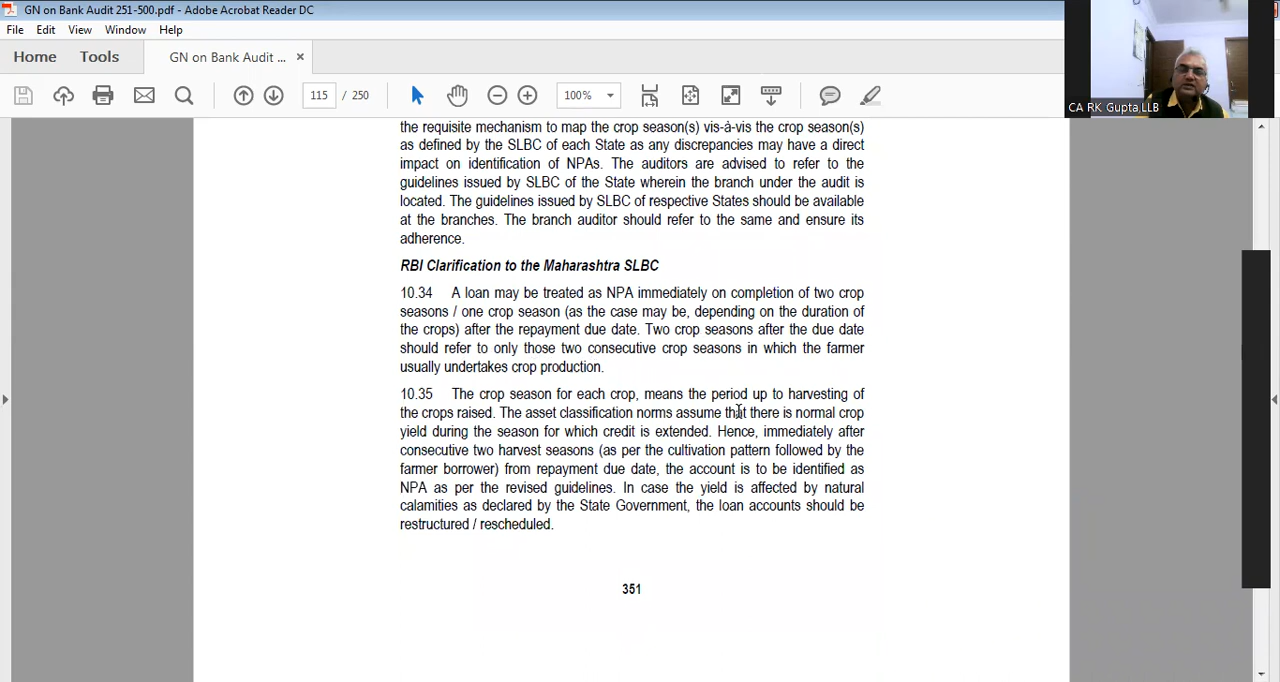 GN on Bank Audit 251-500.pdf - Adobe Acrobat Reader DC
File Edit View Window Help
Home Tools GN on Bank Audit ... ×
115 / 250 100%
CA RK Gupta,LLB
the requisite mechanism to map the crop season(s) vis-à-vis the crop season(s)
as defined by the SLBC of each State as any discrepancies may have a direct
impact on identification of NPAs. The auditors are advised to refer to the
guidelines issued by SLBC of the State wherein the branch under the audit is
located. The guidelines issued by SLBC of respective States should be available
at the branches. The branch auditor should refer to the same and ensure its
adherence.
RBI Clarification to the Maharashtra SLBC
10.34 A loan may be treated as NPA immediately on completion of two crop
seasons / one crop season (as the case may be, depending on the duration of
the crops) after the repayment due date. Two crop seasons after the due date
should refer to only those two consecutive crop seasons in which the farmer
usually undertakes crop production.
10.35 The crop season for each crop, means the period up to harvesting of
the crops raised. The asset classification norms assume that there is normal crop
yield during the season for which credit is extended. Hence, immediately after
consecutive two harvest seasons (as per the cultivation pattern followed by the
farmer borrower) from repayment due date, the account is to be identified as
NPA as per the revised guidelines. In case the yield is affected by natural
calamities as declared by the State Government, the loan accounts should be
restructured / rescheduled.
351